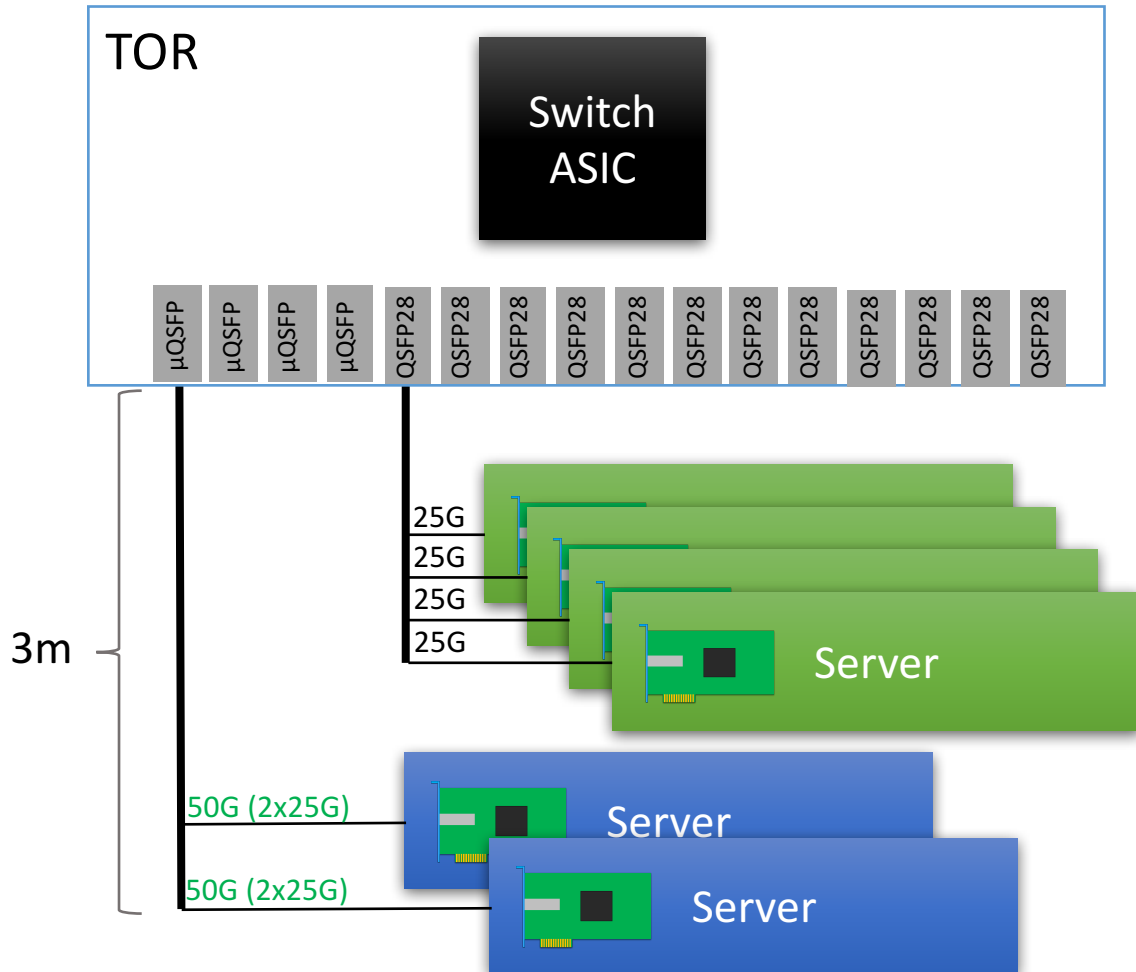 TOR
Switch
ASIC
µQSFP
µQSFP
µQSFP
µQSFP
QSFP28
QSFP28
QSFP28
QSFP28
QSFP28
QSFP28
QSFP28
QSFP28
QSFP28
QSFP28
QSFP28
QSFP28
25G
25G
25G
25G
3m
Server
50G (2x25G)
Server
50G (2x25G)
Server